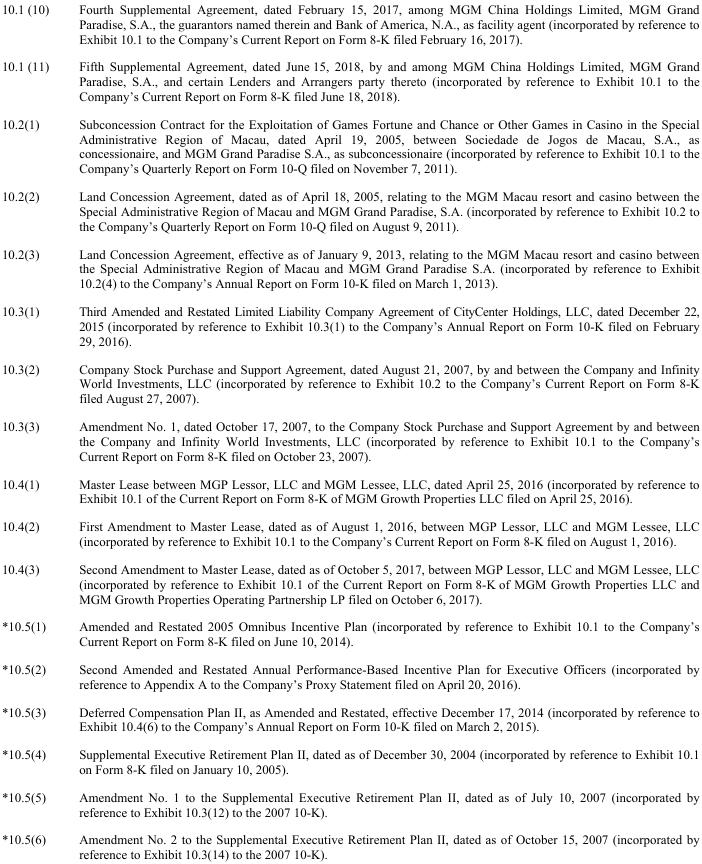 10.1 (10) Fourth Supplemental Agreement, dated February 15, 2017, among MGM China Holdings Limited, MGM Grand
Paradise, S.A., the guarantors named therein and Bank of America, N.A., as facility agent (incorporated by reference to
Exhibit 10.1 to the Company's Current Report on Form 8-K filed February 16, 2017).
10.1 (11) Fifth Supplemental Agreement, dated June 15, 2018, by and among MGM China Holdings Limited, MGM Grand
Paradise, S.A., and certain Lenders and Arrangers party thereto (incorporated by reference to Exhibit 10.1 to the
Company's Current Report on Form 8-K filed June 18, 2018).
10.2(1) Subconcession Contract for the Exploitation of Games Fortune and Chance or Other Games in Casino in the Special
Administrative Region of Macau, dated April 19, 2005, between Sociedade de Jogos de Macau, S.A., as
concessionaire, and MGM Grand Paradise S.A., as subconcessionaire (incorporated by reference to Exhibit 10.1 to the
Company's Quarterly Report on Form 10-Q filed on November 7, 2011).
10.2(2) Land Concession Agreement, dated as of April 18, 2005, relating to the MGM Macau resort and casino between the
Special Administrative Region of Macau and MGM Grand Paradise, S.A. (incorporated by reference to Exhibit 10.2 to
the Company's Quarterly Report on Form 10-Q filed on August 9, 2011).
10.2(3) Land Concession Agreement, effective as of January 9, 2013, relating to the MGM Macau resort and casino between
the Special Administrative Region of Macau and MGM Grand Paradise S.A. (incorporated by reference to Exhibit
10.2(4) to the Company's Annual Report on Form 10-K filed on March 1, 2013).
10.3(1) Third Amended and Restated Limited Liability Company Agreement of CityCenter Holdings, LLC, dated December 22,
2015 (incorporated by reference to Exhibit 10.3(1) to the Company's Annual Report on Form 10-K filed on February
29, 2016).
10.3(2) Company Stock Purchase and Support Agreement, dated August 21, 2007, by and between the Company and Infinity
World Investments, LLC (incorporated by reference to Exhibit 10.2 to the Company's Current Report on Form 8-K
filed August 27, 2007).
10.3(3) Amendment No. 1, dated October 17, 2007, to the Company Stock Purchase and Support Agreement by and between
the Company and Infinity World Investments, LLC (incorporated by reference to Exhibit 10.1 to the Company's
Current Report on Form 8-K filed on October 23, 2007).
10.4(1) Master Lease between MGP Lessor, LLC and MGM Lessee, LLC, dated April 25, 2016 (incorporated by reference to
Exhibit 10.1 of the Current Report on Form 8-K of MGM Growth Properties LLC filed on April 25, 2016).
10.4(2) First Amendment to Master Lease, dated as of August 1, 2016, between MGP Lessor, LLC and MGM Lessee, LLC
(incorporated by reference to Exhibit 10.1 to the Company's Current Report on Form 8-K filed on August 1, 2016).
10.4(3) Second Amendment to Master Lease, dated as of October 5, 2017, between MGP Lessor, LLC and MGM Lessee, LLC
(incorporated by reference to Exhibit 10.1 of the Current Report on Form 8-K of MGM Growth Properties LLC and
MGM Growth Properties Operating Partnership LP filed on October 6, 2017).
*10.5(1) Amended and Restated 2005 Omnibus Incentive Plan (incorporated by reference to Exhibit 10.1 to the Company's
Current Report on Form 8-K filed on June 10, 2014).
*10.5(2) Second Amended and Restated Annual Performance-Based Incentive Plan for Executive Officers (incorporated by
reference to Appendix A to the Company's Proxy Statement filed on April 20, 2016).
*10.5(3) Deferred Compensation Plan II, as Amended and Restated, effective December 17, 2014 (incorporated by reference to
Exhibit 10.4(6) to the Company's Annual Report on Form 10-K filed on March 2, 2015).
*10.5(4) Supplemental Executive Retirement Plan II, dated as of December 30, 2004 (incorporated by reference to Exhibit 10.1
on Form 8-K filed on January 10, 2005).
*10.5(5) Amendment No. 1 to the Supplemental Executive Retirement Plan II, dated as of July 10, 2007 (incorporated by
reference to Exhibit 10.3(12) to the 2007 10-K).
*10.5(6) Amendment No. 2 to the Supplemental Executive Retirement Plan II, dated as of October 15, 2007 (incorporated by
reference to Exhibit 10.3(14) to the 2007 10-K).